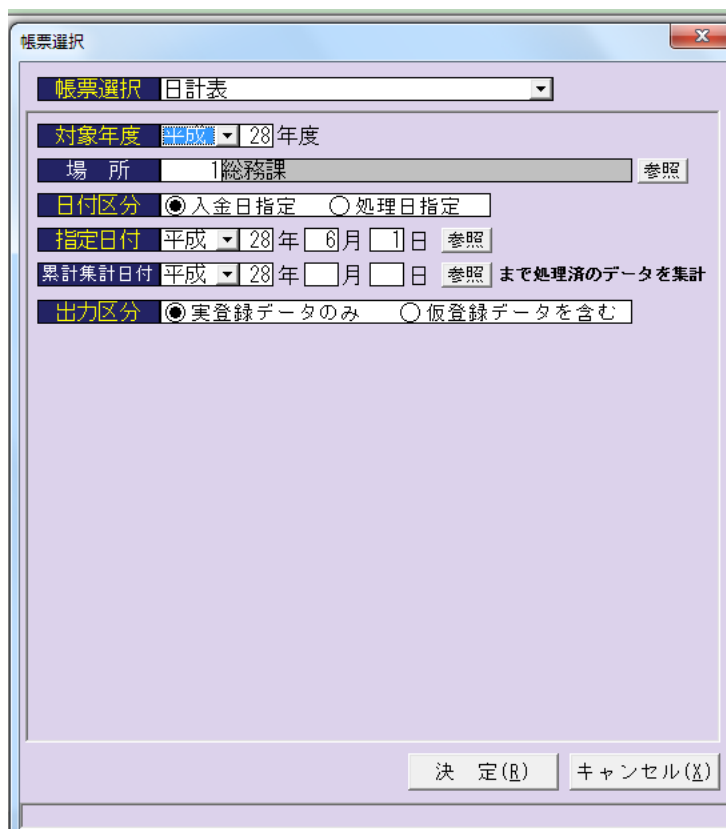 帳票選択
帳票選択 日計表
対象年度 平成 28 年度
場 所 1 総務課 参照
日付区分 入金日指定 処理日指定
指定日付 平成 28 年 6 月 1 日 参照
累計集計日付 平成 28 年 月 日 参照 まで処理済のデータを集計
出力区分 実登録データのみ 仮登録データを含む
決 定(R) キャンセル(X)